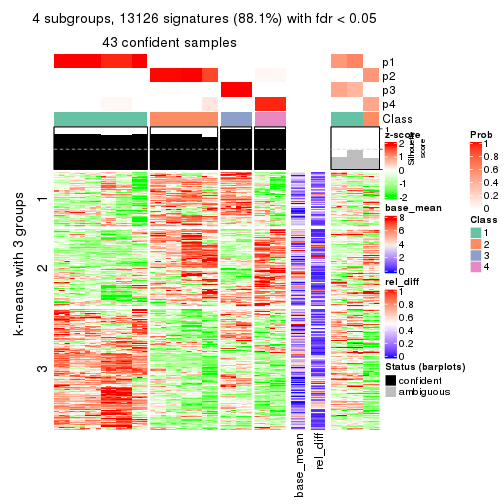 4 subgroups, 13126 signatures (88.1%) with fdr < 0.05
43 confident samples
p1
p2
p3
p4
Class
1
Silhouette
score
z-score
2
1
0
-1
-2
base_mean
8
6
4
2
0
rel_diff
1
0.8
0.6
0.4
0.2
0
Status (barplots)
confident
ambiguous
Prob
1
0.8
0.6
0.4
0.2
0
Class
1
2
3
4
k-means with 3 groups
1
2
3
base_mean
rel_diff